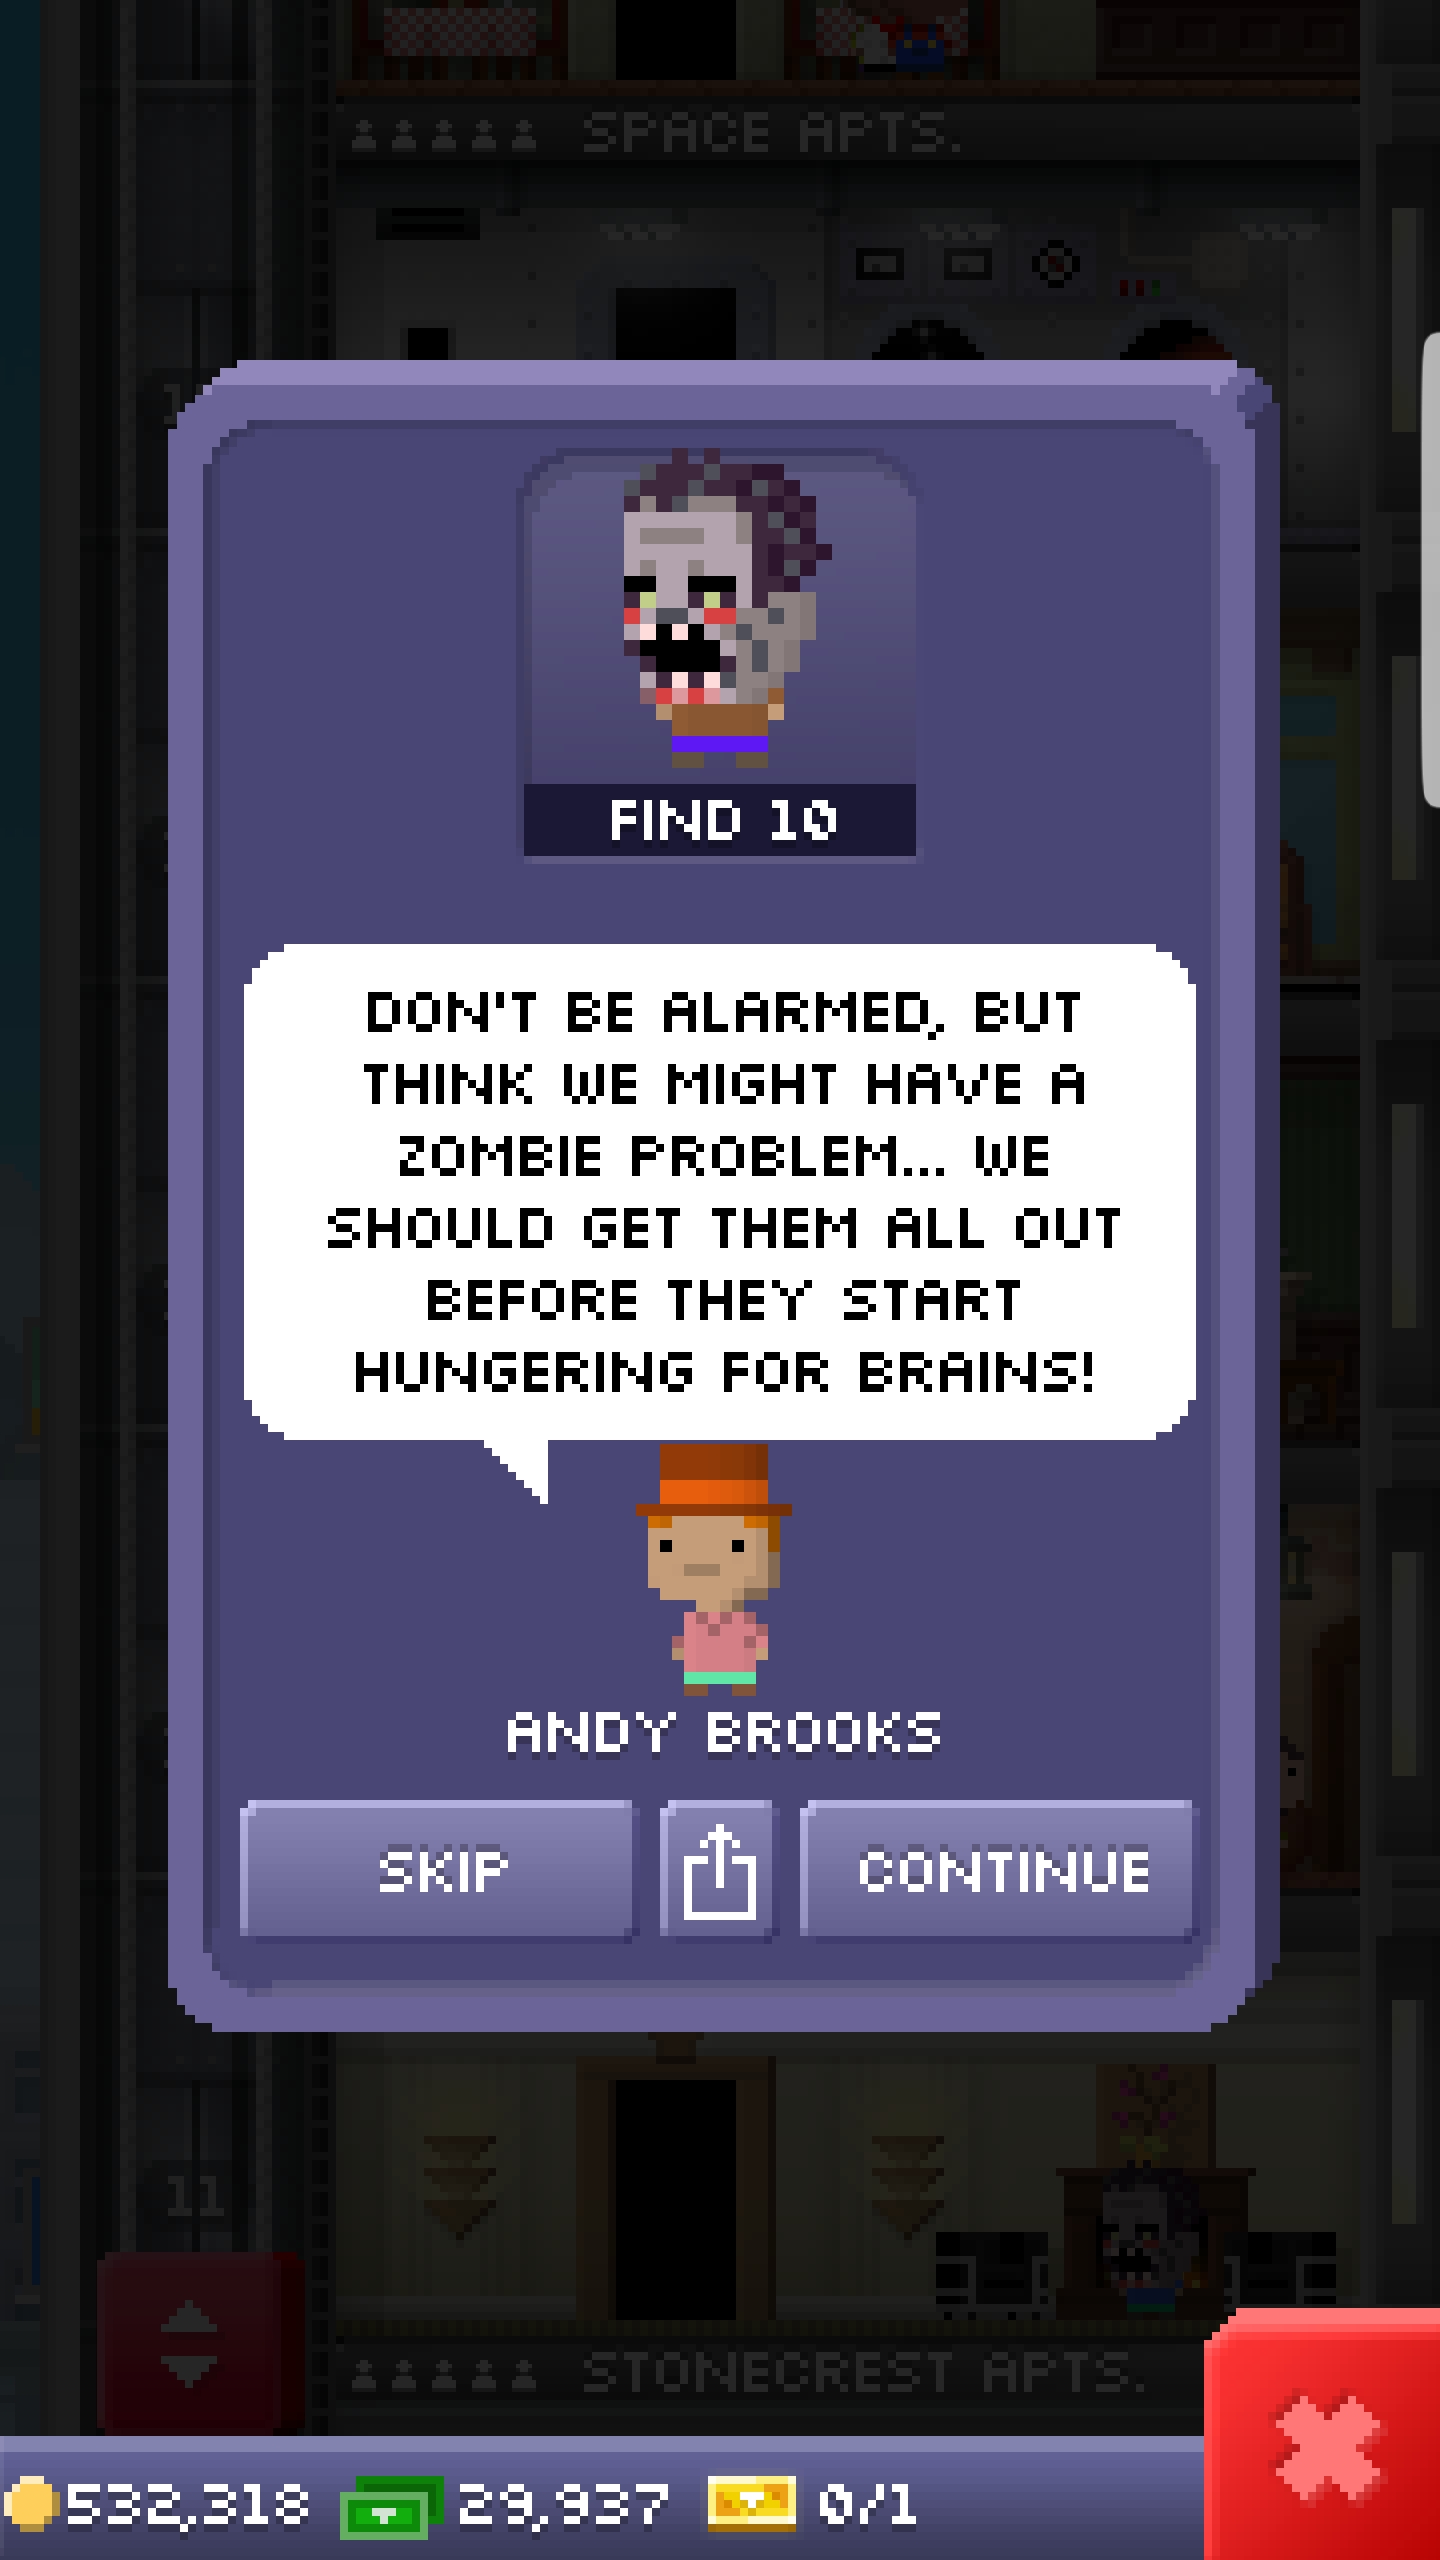 SPACE APTS.
FIND 10
DON'T BE ALARMED, BUT
THINK WE MIGHT HAVE A
ZOMBIE PROBLEM... WE
SHOULD GET THEM ALL OUT
BEFORE THEY START
HUNGERING FOR BRAINS!
ANDY BROOKS
SKIP
CONTINUE
11
STONECREST APTS.
532,318
29,937
0/1